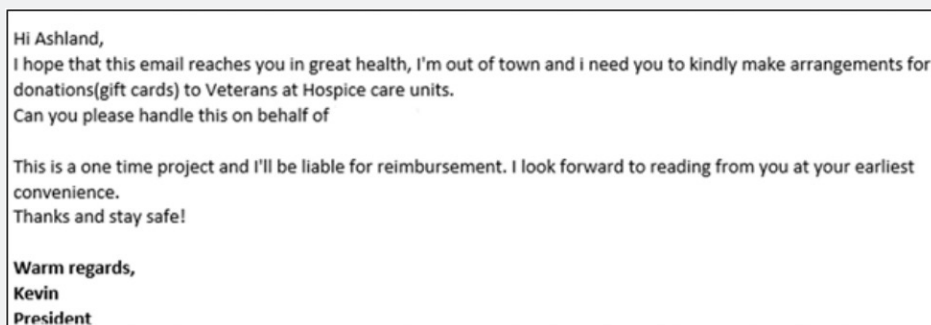 Hi Ashland,
I hope that this email reaches you in great health, I'm out of town and i need you to kindly make arrangements for
donations(gift cards) to Veterans at Hospice care units.
Can you please handle this on behalf of
This is a one time project and I'll be liable for reimbursement. I look forward to reading from you at your earliest
convenience.
Thanks and stay safe!
Warm regards,
Kevin
President